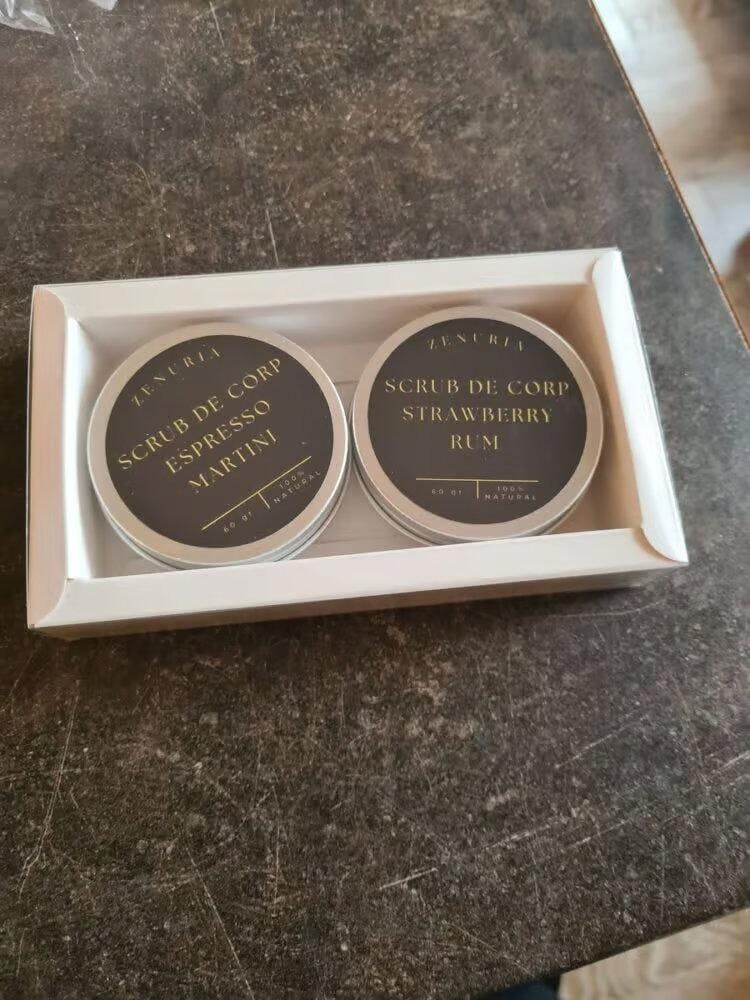 ZENURIA
SCRUB DE CORP
ESPRESSO
MARTINI
60 gr
100%
NATURAL
ZENURIA
SCRUB DE CORP
STRAWBERRY
RUM
60 gr
100%
NATURAL